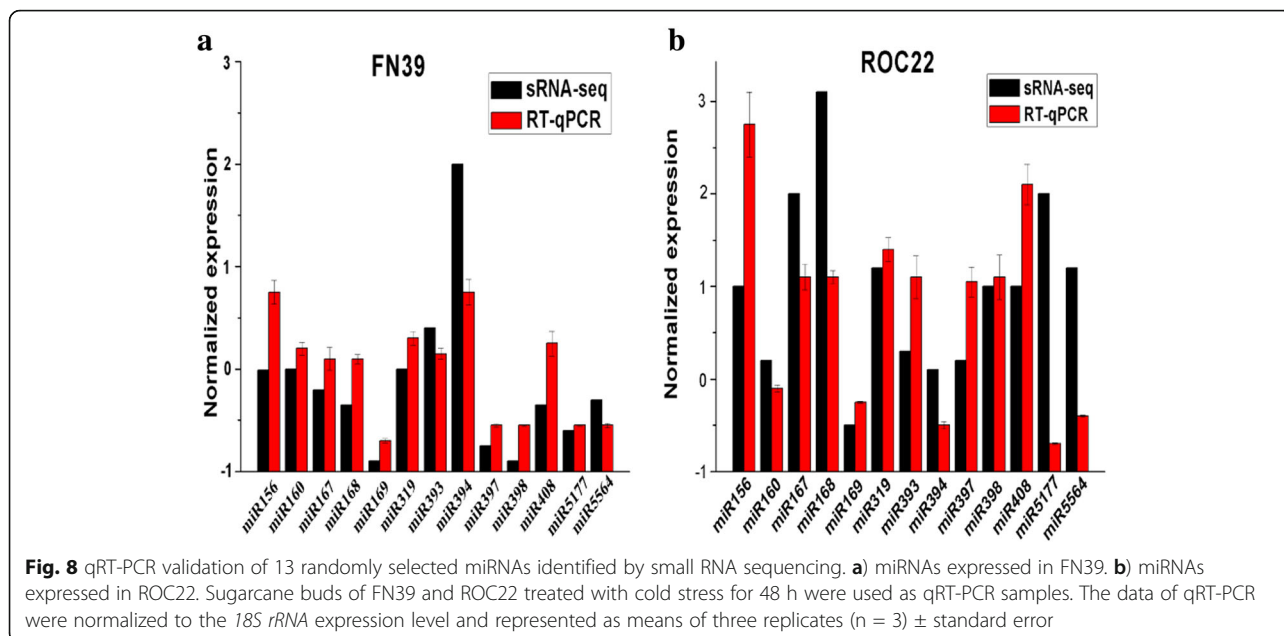 a
FN39
sRNA-seq
RT-qPCR
Normalized expression
3
2
1
0
-1
miR156
miR160
miR167
miR168
miR169
miR319
miR393
miR394
miR397
miR398
miR408
miR5177
miR5564
b
ROC22
sRNA-seq
RT-qPCR
Normalized expression
3
2
1
0
-1
miR156
miR160
miR167
miR168
miR169
miR319
miR393
miR394
miR397
miR398
miR408
miR5177
miR5564
Fig. 8 qRT-PCR validation of 13 randomly selected miRNAs identified by small RNA sequencing. a) miRNAs expressed in FN39. b) miRNAs
expressed in ROC22. Sugarcane buds of FN39 and ROC22 treated with cold stress for 48 h were used as qRT-PCR samples. The data of qRT-PCR
were normalized to the 18S rRNA expression level and represented as means of three replicates (n = 3) ± standard error